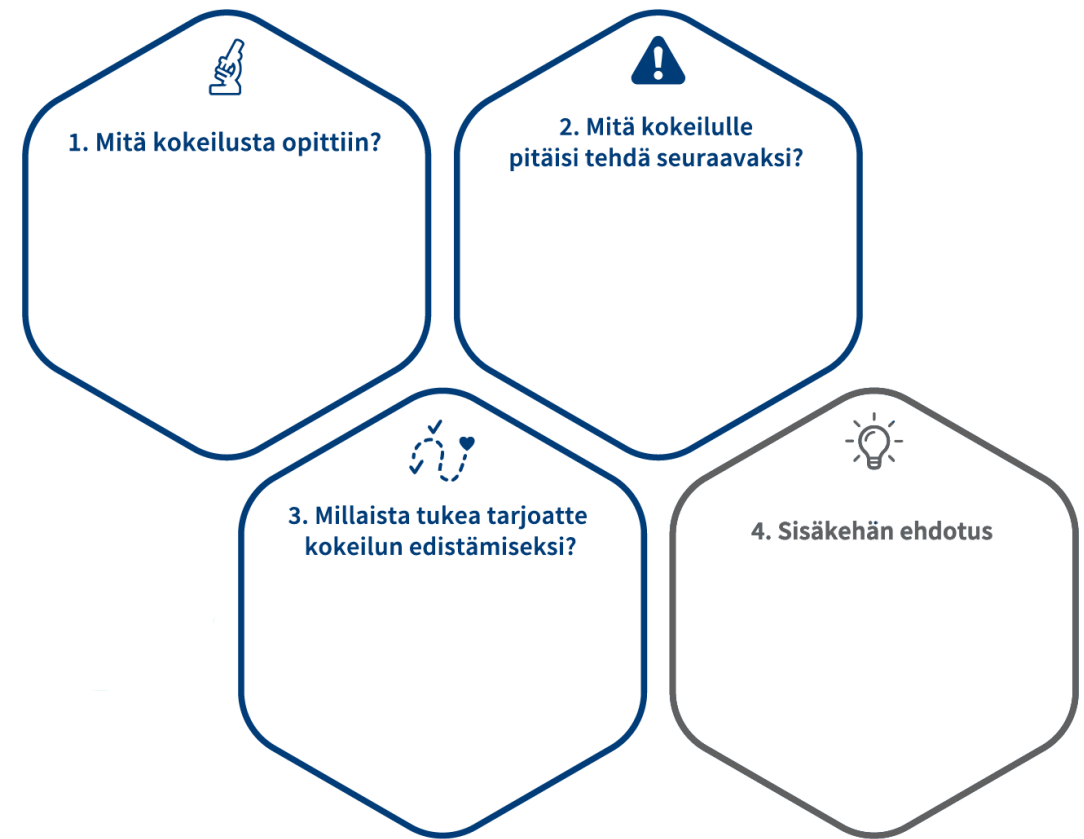 1. Mitä kokeilusta opittiin?
2. Mitä kokeilulle
pitäisi tehdä seuraavaksi?
3. Millaista tukea tarjoatte
kokeilun edistämiseksi?
4. Sisäkehän ehdotus